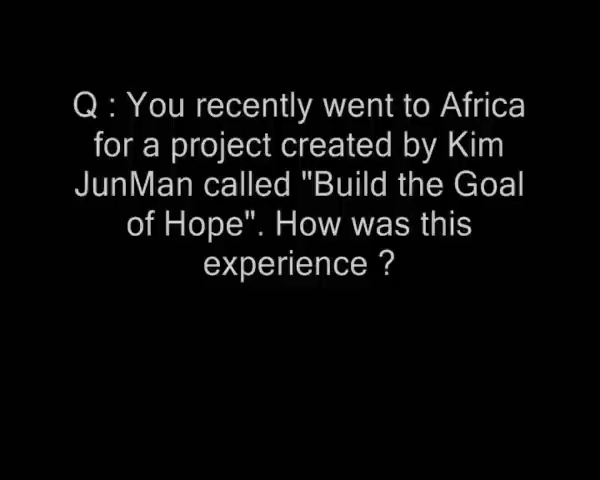 Q : You recently went to Africa
for a project created by Kim
JunMan called "Build the Goal
of Hope". How was this
experience ?